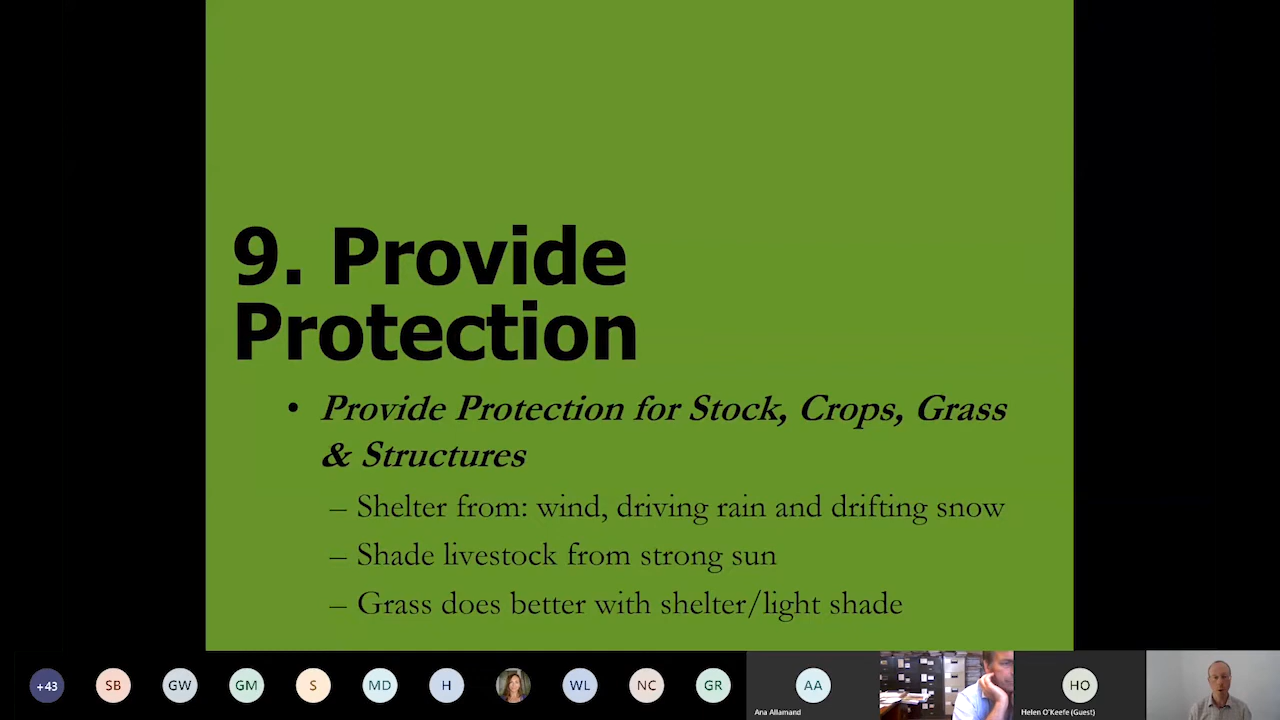 9. Provide
Protection
• Provide Protection for Stock, Crops, Grass
& Structures
– Shelter from: wind, driving rain and drifting snow
– Shade livestock from strong sun
– Grass does better with shelter/light shade
+43
SB
GW
GM
S
MD
H
WL
NC
GR
AA
Ana Allamand
HO
Helen O'Keefe (Guest)